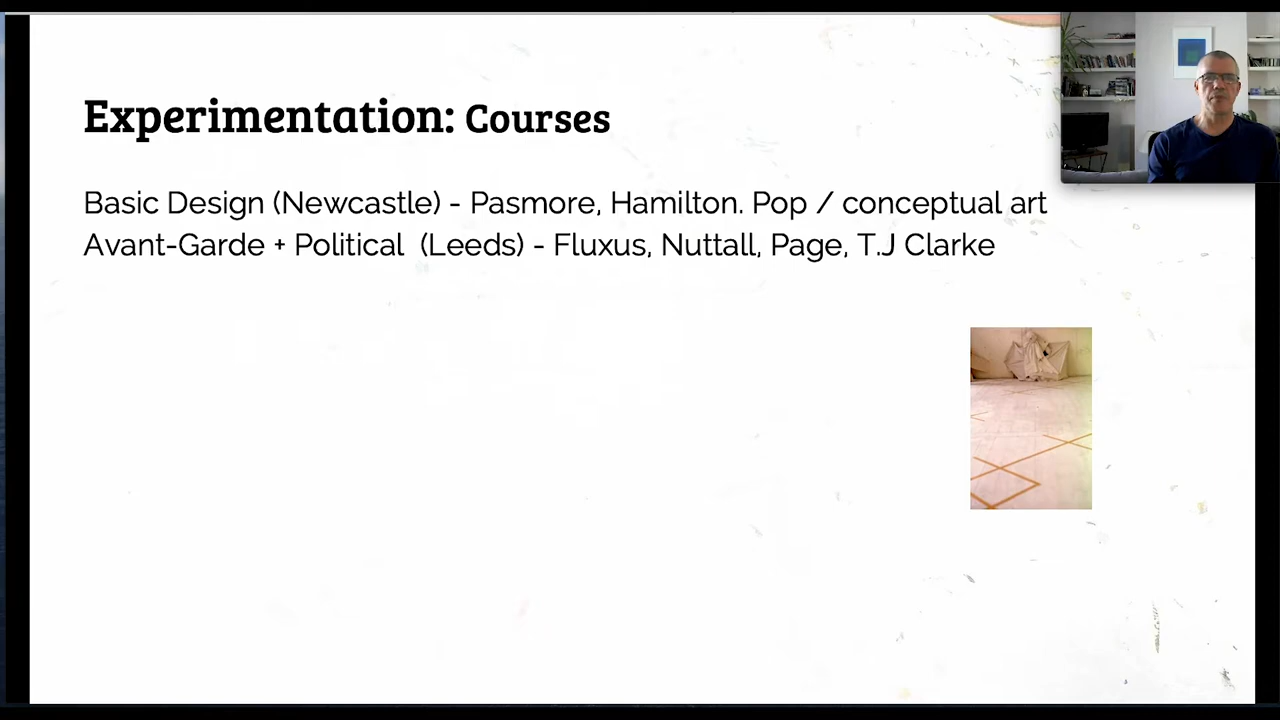 Experimentation: Courses
Basic Design (Newcastle) - Pasmore, Hamilton. Pop / conceptual art
Avant-Garde + Political (Leeds) - Fluxus, Nuttall, Page, T.J Clarke